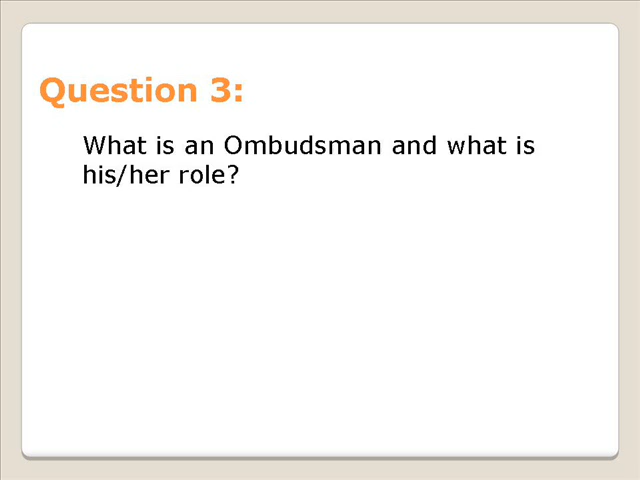 Question 3:
What is an Ombudsman and what is
his/her role?